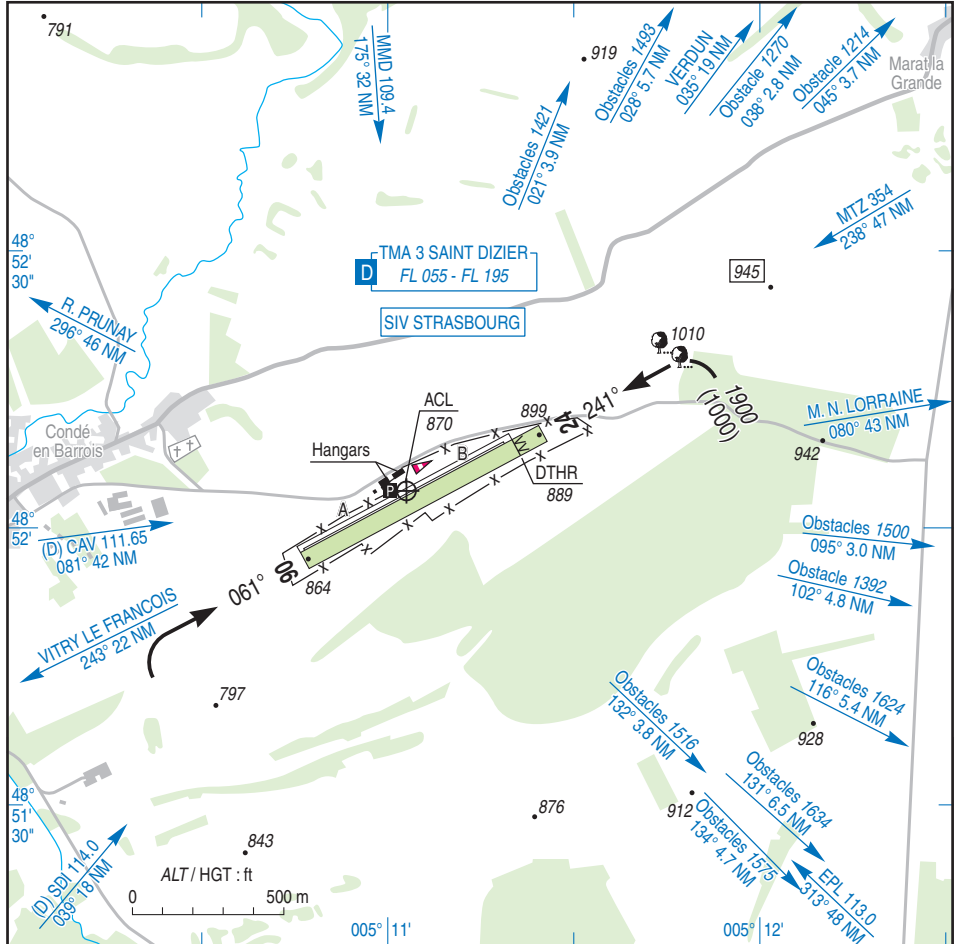 791
MMD 109.4
175° 32 NM
919
Obstacles 1421
021° 3.9 NM
Obstacles 1493
028° 5.7 NM
VERDUN
035° 19 NM
Obstacle 1270
038° 2.8 NM
Obstacle 1214
045° 3.7 NM
Marat la
Grande
MTZ 354
238° 47 NM
48°
52'
30"
D
TMA 3 SAINT DIZIER
FL 055 - FL 195
SIV STRASBOURG
945
R. PRUNAY
296° 46 NM
1010
1900
(1000)
M. N. LORRAINE
080° 43 NM
942
ACL
870
899
24
241°
Condé
en Barrois
Hangars
P
A
B
DTHR
889
48°
52'
(D) CAV 111.65
081° 42 NM
Obstacles 1500
095° 3.0 NM
Obstacle 1392
102° 4.8 NM
061°
06
864
VITRY LE FRANCOIS
243° 22 NM
797
Obstacles 1516
132° 3.8 NM
Obstacles 1624
116° 5.4 NM
928
Obstacles 1634
131° 6.5 NM
48°
51'
30"
876
912
Obstacles 1575
134° 4.7 NM
EPL 113.0
313° 48 NM
843
(D) SDI 114.0
039° 18 NM
ALT / HGT : ft
0 500 m
005° 11' 005° 12'